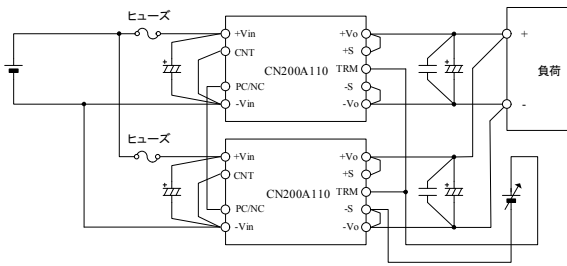 ヒューズ
+Vin
CNT
PC/NC
-Vin
CN200A110
+Vo
+S
TRM
-S
-Vo
+
-
負荷
ヒューズ
+Vin
CNT
PC/NC
-Vin
CN200A110
+Vo
+S
TRM
-S
-Vo